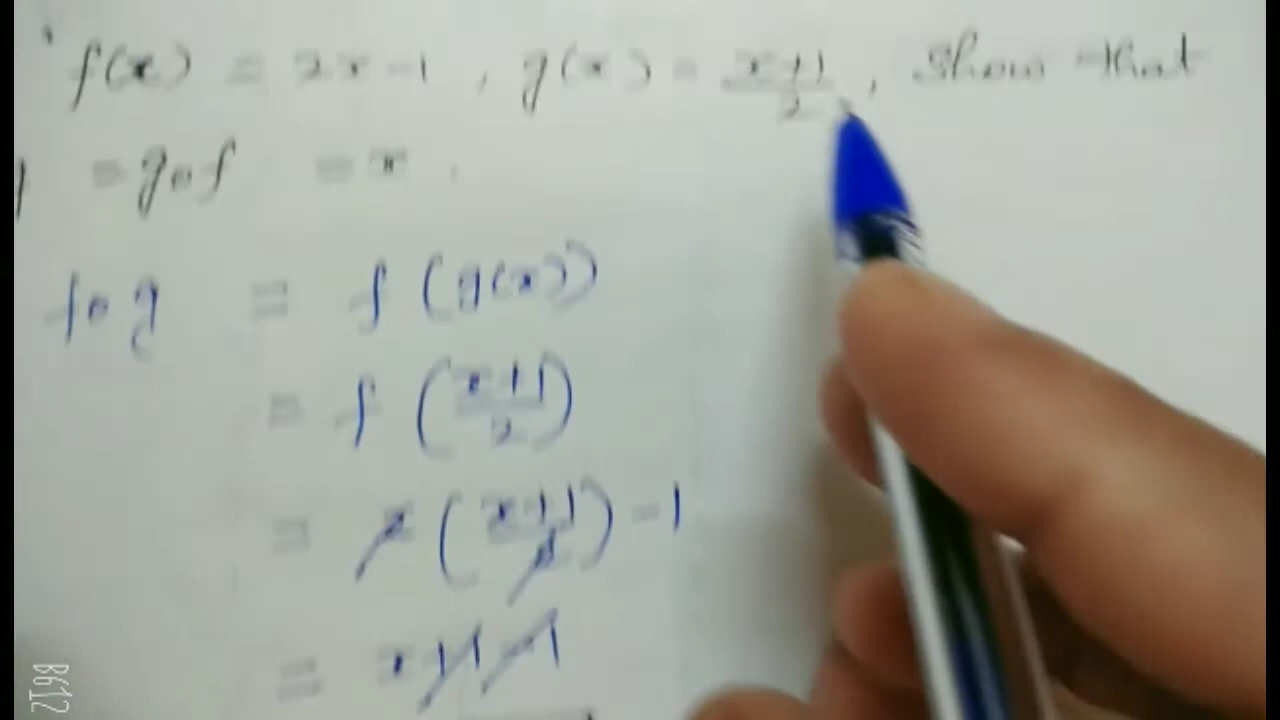 f(x) = 2x-1, g(x) = x+1/2, Show that
= gof = x.
fog = f(g(x))
= f(x+1/2)
= 2(x+1/2)-1
= x+1-1
B612